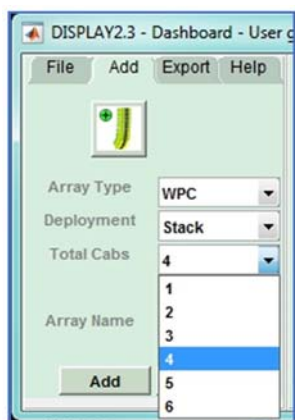 DISPLAY2.3 - Dashboard - User g
File Add Export Help
Array Type WPC
Deployment Stack
Total Cabs 4
1
2
3
Array Name 4
Add 5
6